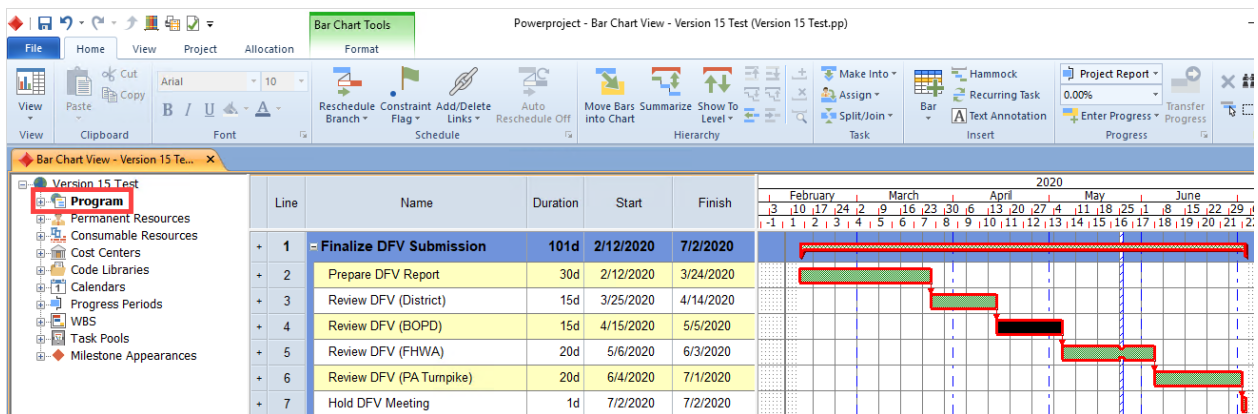 Bar Chart Tools
Powerproject - Bar Chart View - Version 15 Test (Version 15 Test.pp)
File Home View Project Allocation Format
Cut
Copy
Paste
Arial 10
B I U A
View
Reschedule Branch
Constraint Flag
Add/Delete Links
Auto Reschedule Off
Move Bars into Chart
Summarize
Show To Level
Make Into
Assign
Split/Join
Bar
Hammock
Recurring Task
A Text Annotation
Project Report
0.00%
Enter Progress
Transfer Progress
View Clipboard Font Schedule Hierarchy Task Insert Progress
Bar Chart View - Version 15 Te... X
Version 15 Test
Program
Permanent Resources
Consumable Resources
Cost Centers
Code Libraries
Calendars
Progress Periods
WBS
Task Pools
Milestone Appearances
Line Name Duration Start Finish
2020
February March April May June
3 10 17 24 2 9 16 23 30 6 13 20 27 4 11 18 25 1 8 15 22 29
-1 1 2 3 4 5 6 7 8 9 10 11 12 13 14 15 16 17 18 19 20 21
1 Finalize DFV Submission 101d 2/12/2020 7/2/2020
2 Prepare DFV Report 30d 2/12/2020 3/24/2020
3 Review DFV (District) 15d 3/25/2020 4/14/2020
4 Review DFV (BOPD) 15d 4/15/2020 5/5/2020
5 Review DFV (FHWA) 20d 5/6/2020 6/3/2020
6 Review DFV (PA Turnpike) 20d 6/4/2020 7/1/2020
7 Hold DFV Meeting 1d 7/2/2020 7/2/2020